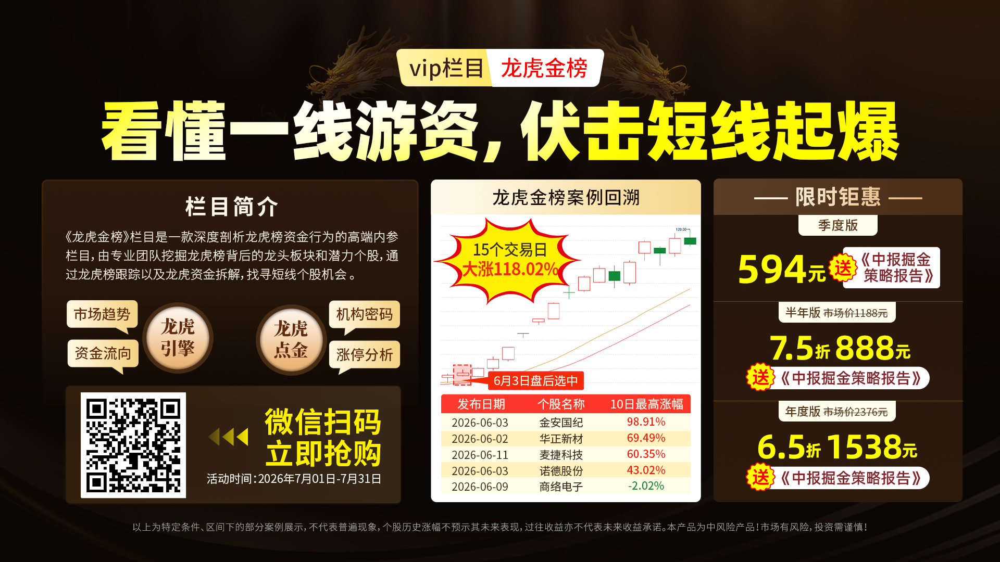 vip栏目 龙虎金榜
看懂一线游资,伏击短线起爆
栏目简介
《龙虎金榜》栏目是一款深度剖析龙虎榜资金行为的高端内参
栏目,由专业团队挖掘龙虎榜背后的龙头板块和潜力个股,通
过龙虎榜跟踪以及龙虎资金拆解,找寻短线个股机会。
市场趋势
资金流向
龙虎
引擎
龙虎
点金
机构密码
涨停分析
微信扫码
立即抢购
活动时间:2026年7月01日-7月31日
龙虎金榜案例回溯
120.00
15个交易日
大涨118.02%
6月3日盘后选中
发布日期 个股名称 10日最高涨幅
2026-06-03 金安国纪 98.91%
2026-06-02 华正新材 69.49%
2026-06-11 麦捷科技 60.35%
2026-06-03 诺德股份 43.02%
2026-06-09 商络电子 -2.02%
限时钜惠
季度版
594元 送 《中报掘金
策略报告》
半年版 市场价1188元
7.5折 888元
送 《中报掘金策略报告》
年度版 市场价2376元
6.5折 1538元
送 《中报掘金策略报告》
以上为特定条件、区间下的部分案例展示,不代表普遍现象,个股历史涨幅不预示其未来表现,过往收益亦不代表未来收益承诺。本产品为中风险产品!市场有风险,投资需谨慎!